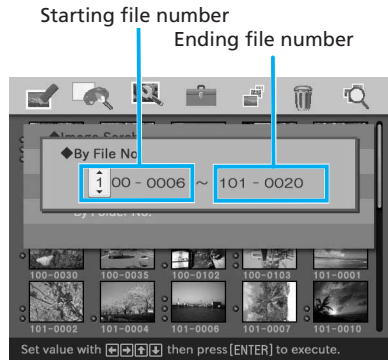 Starting file number
Ending file number
◆Image Search
◆By File No.
100 - 0006 ~ 101 - 0020
By Folder No.
100-0030 100-0035 100-0102 100-0103 101-0001
101-0002 101-0004 101-0006 101-0007 101-0010
Set value with [←][→][↑][↓] then press [ENTER] to execute.